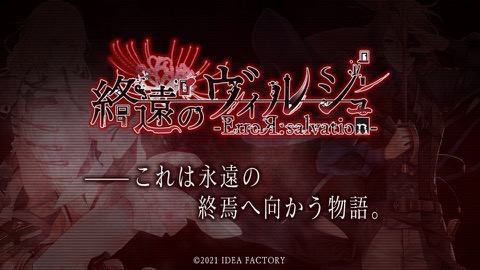 終遠のヴィルシュ
-ErroR:salvation-
――これは永遠の
終焉へ向かう物語。
©2021 IDEA FACTORY